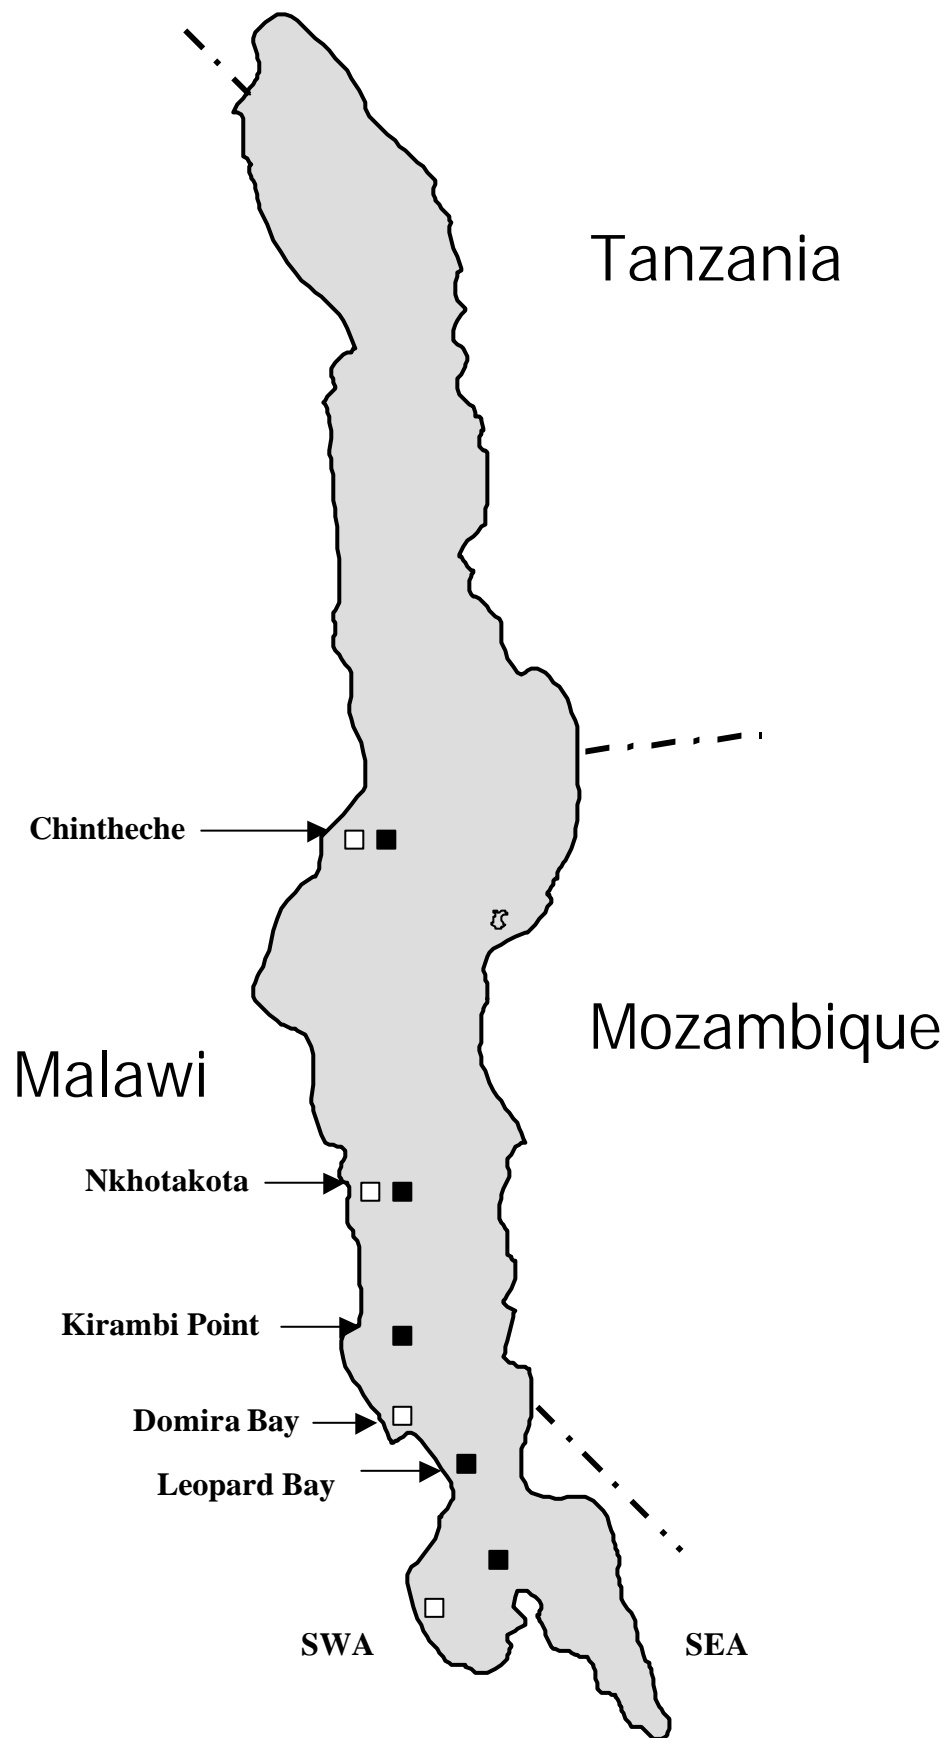 Tanzania
Chintheche
Mozambique
Malawi
Nkhotakota
Kirambi Point
Domira Bay
Leopard Bay
SWA
SEA